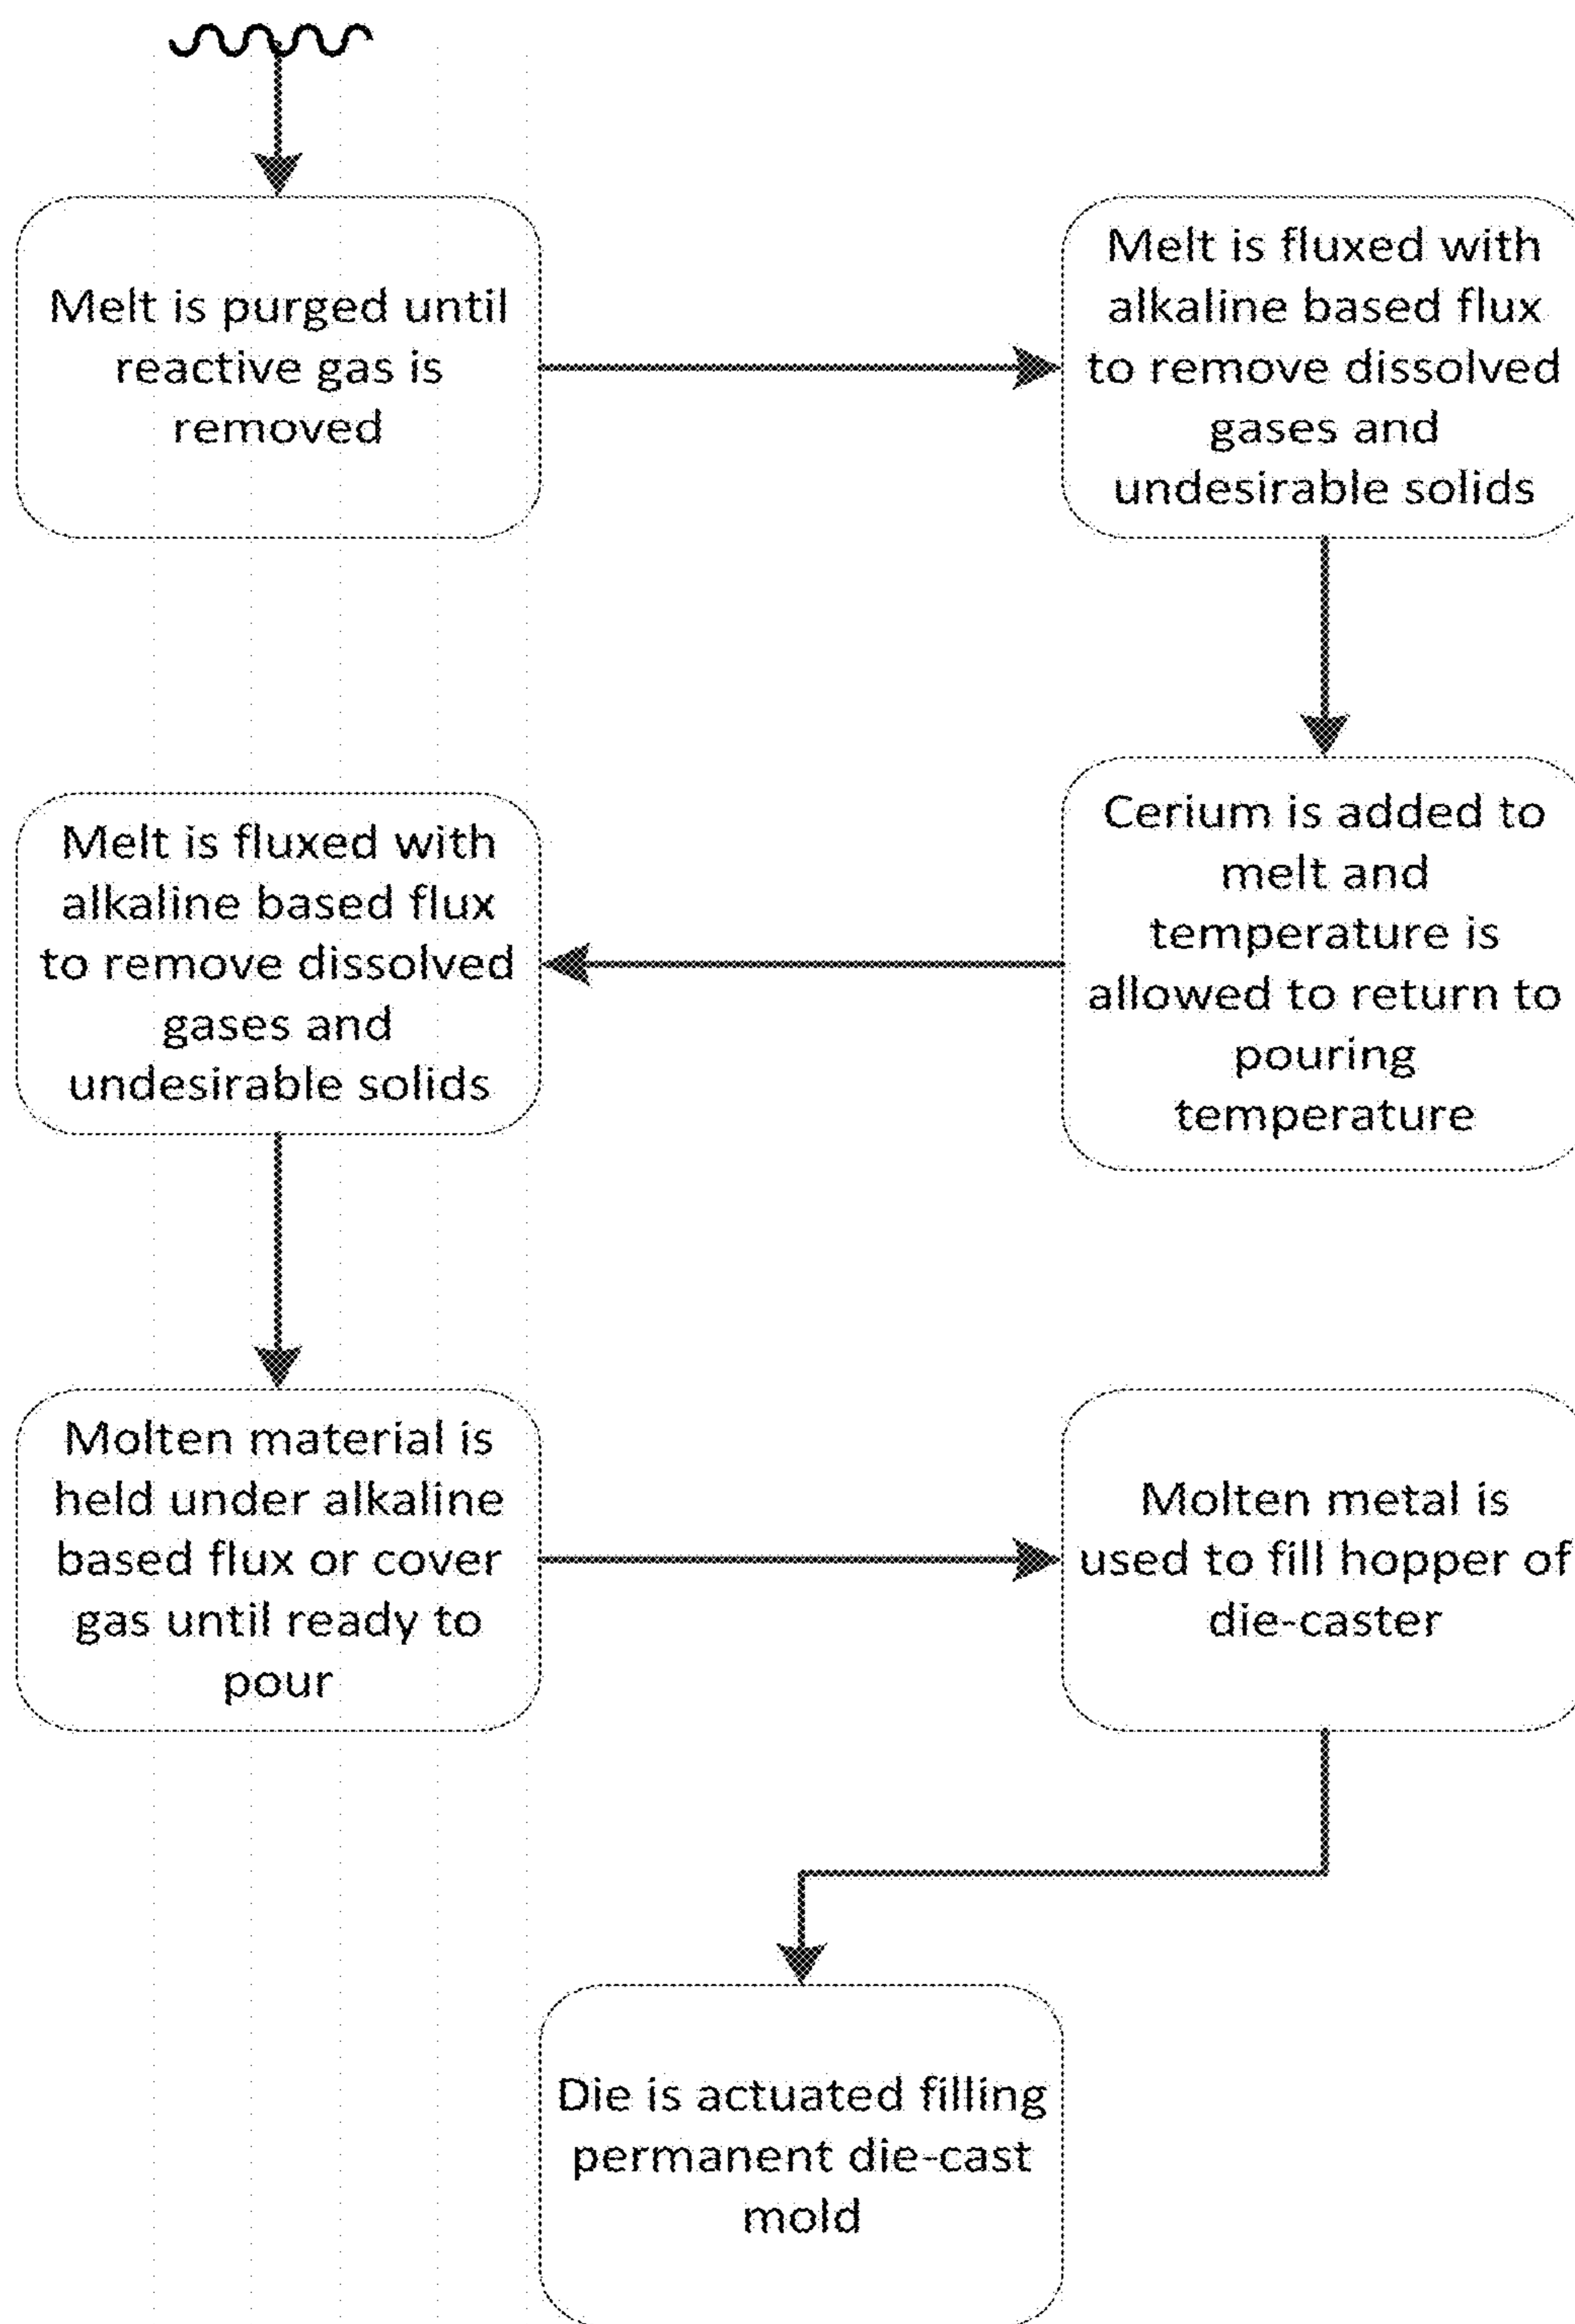 Melt is purged until
reactive gas is
removed
Melt is fluxed with
alkaline based flux
to remove dissolved
gases and
undesirable solids
Cerium is added to
melt and
temperature is
allowed to return to
pouring
temperature
Melt is fluxed with
alkaline based flux
to remove dissolved
gases and
undesirable solids
Molten material is
held under alkaline
based flux or cover
gas until ready to
pour
Molten metal is
used to fill hopper of
die-caster
Die is actuated filling
permanent die-cast
mold